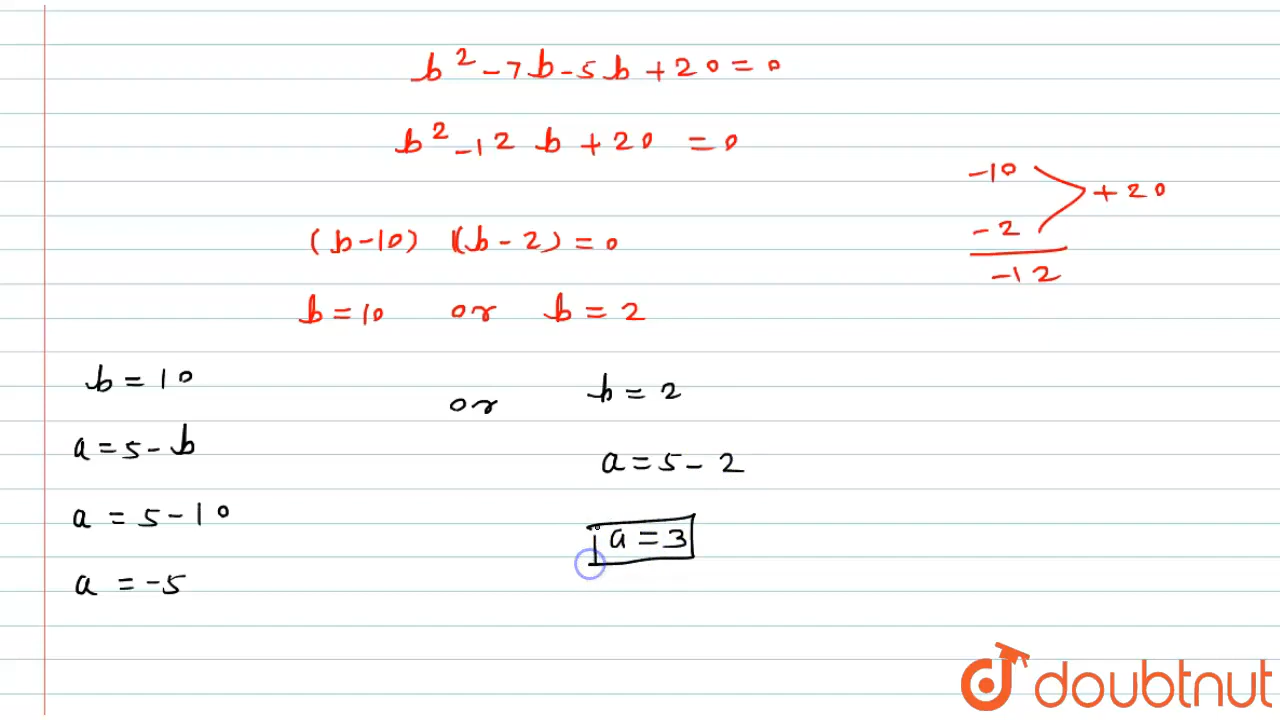 b² - 7b - 5b + 20 = 0
b² - 12 b + 20 = 0
-10
+ 20
- 2
-12
(b - 10) (b - 2) = 0
b = 10 or b = 2
b = 10
or
b = 2
a = 5 - b
a = 5 - 2
a = 5 - 10
a = 3
a = -5
doubtnut